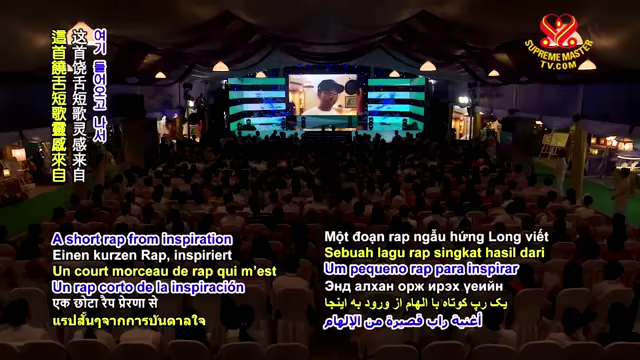 여기 들어오고 나서
这首饶舌短歌灵感来自
這首饒舌短歌靈感來自
SUPREME MASTER
TV.COM
A short rap from inspiration
Einen kurzen Rap, inspiriert
Un court morceau de rap qui m’est
Un rap corto de la inspiración
एक छोटा रैप प्रेरणा से
แรปสั้นๆจากการบันดาลใจ
Một đoạn rap ngẫu hứng Long viết
Sebuah lagu rap singkat hasil dari
Um pequeno rap para inspirar
Энд алхан орж ирэх үеийн
یک رپ کوتاه با الهام از ورود به اینجا
أغنية راب قصيرة من الإلهام